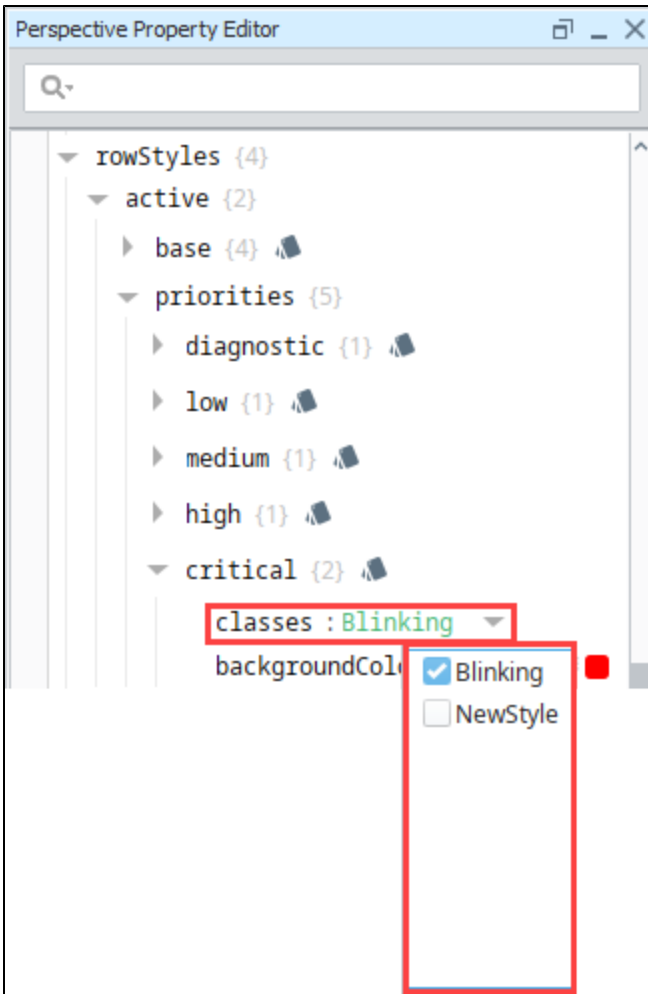 Perspective Property Editor
rowStyles {4}
active {2}
base {4}
priorities {5}
diagnostic {1}
low {1}
medium {1}
high {1}
critical {2}
classes : Blinking
backgroundCol
Blinking
NewStyle